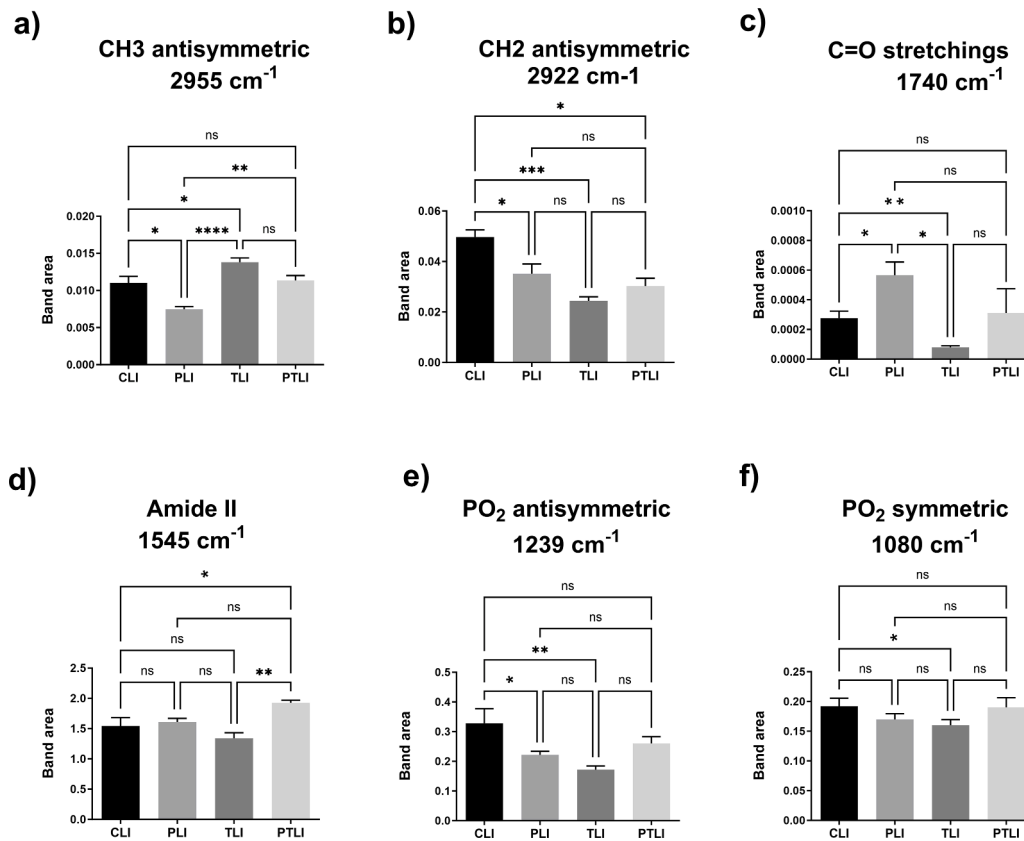 a)
CH3 antisymmetric
2955 cm-1
ns
**
*
* **** ns
0.020
0.015
0.010
0.005
0.000
Band area
CLI PLI TLI PTLI
b)
CH2 antisymmetric
2922 cm-1
*
ns
***
* ns ns
0.06
0.04
0.02
0.00
Band area
CLI PLI TLI PTLI
c)
C=O stretchings
1740 cm-1
ns
ns
**
* * ns
0.0010
0.0008
0.0006
0.0004
0.0002
0.0000
Band area
CLI PLI TLI PTLI
d)
Amide II
1545 cm-1
*
ns
ns
ns ns **
2.5
2.0
1.5
1.0
0.5
0.0
Band area
CLI PLI TLI PTLI
e)
PO2 antisymmetric
1239 cm-1
ns
ns
**
* ns ns
0.5
0.4
0.3
0.2
0.1
0.0
Band area
CLI PLI TLI PTLI
f)
PO2 symmetric
1080 cm-1
ns
ns
*
ns ns ns
0.25
0.20
0.15
0.10
0.05
0.00
Band area
CLI PLI TLI PTLI